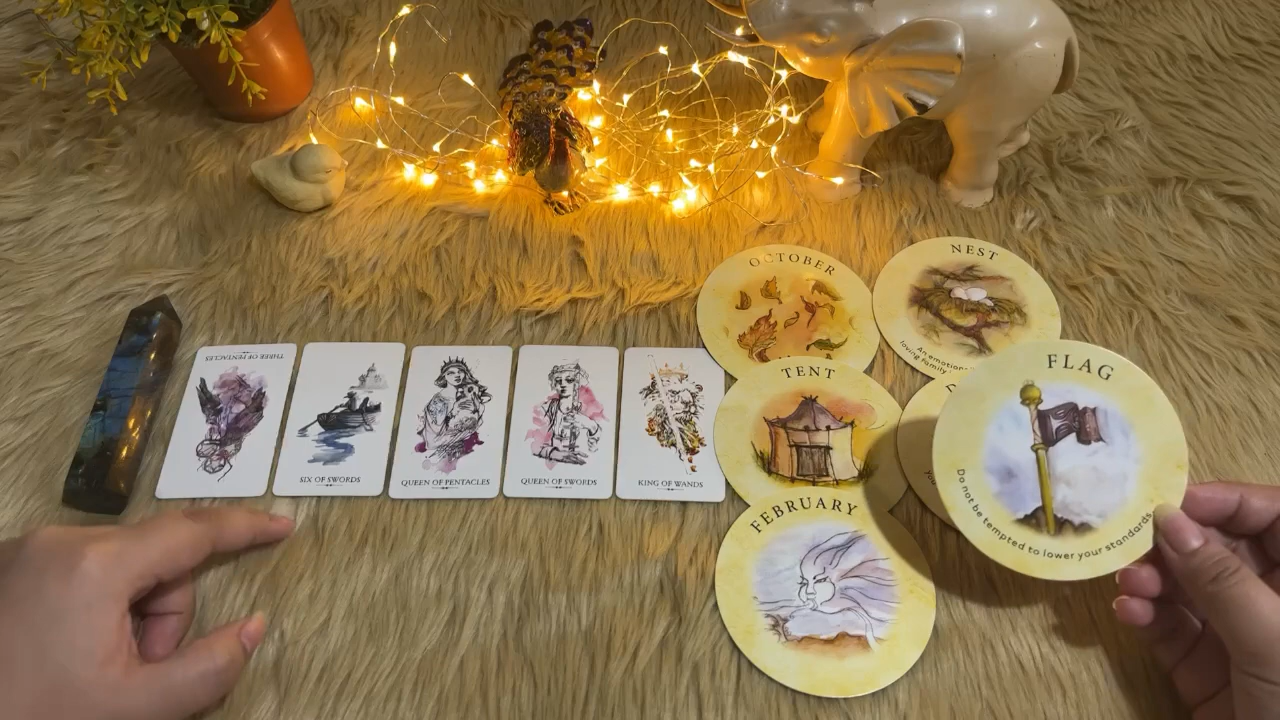 THREE OF PENTACLES
SIX OF SWORDS
QUEEN OF PENTACLES
QUEEN OF SWORDS
KING OF WANDS
OCTOBER
NEST
An emotion-
loving family
TENT
FLAG
Do not be tempted to lower your standards.
FEBRUARY